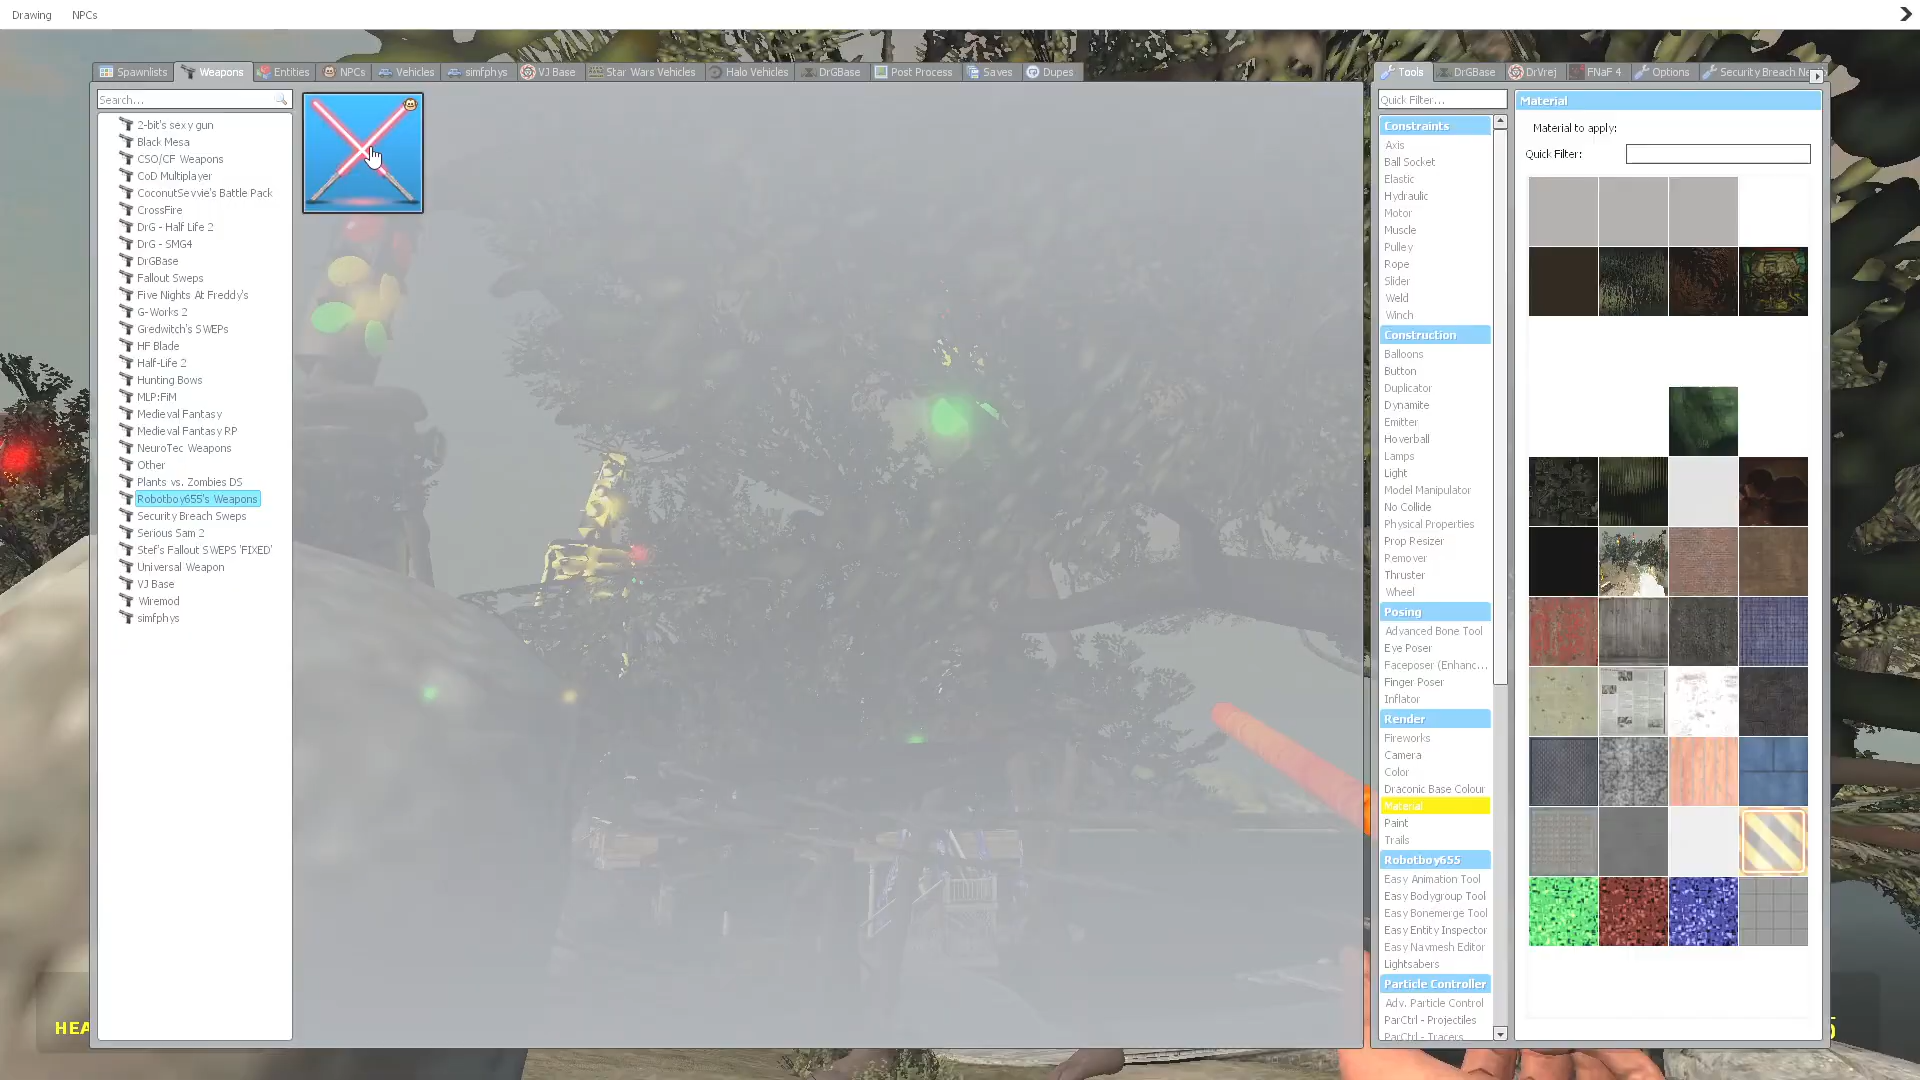 Drawing NPCs
Spawnlists Weapons Entities NPCs Vehicles simfphys VJ Base Star Wars Vehicles Halo Vehicles DrGBase Post Process Saves Dupes
Search...
2-bit's sexy gun
Black Mesa
CSO/CF Weapons
CoD Multiplayer
CoconutSevvie's Battle Pack
CrossFire
DrG - Half Life 2
DrG - SMG4
DrGBase
Fallout Sweps
Five Nights At Freddy's
G-Works 2
Gredwitch's SWEPs
HF Blade
Half-Life 2
Hunting Bows
MLP:FiM
Medieval Fantasy
Medieval Fantasy RP
NeuroTec Weapons
Other
Plants vs. Zombies DS
Robotboy655's Weapons
Security Breach Sweps
Serious Sam 2
Stef's Fallout SWEPS 'FIXED'
Universal Weapon
VJ Base
Wiremod
simfphys
HEA
Tools DrGBase DrVrej FNaF 4 Options Security Breach Ne
Quick Filter...
Constraints
Axis
Ball Socket
Elastic
Hydraulic
Motor
Muscle
Pulley
Rope
Slider
Weld
Winch
Construction
Balloons
Button
Duplicator
Dynamite
Emitter
Hoverball
Lamps
Light
Model Manipulator
No Collide
Physical Properties
Prop Resizer
Remover
Thruster
Wheel
Posing
Advanced Bone Tool
Eye Poser
Faceposer (Enhanc...
Finger Poser
Inflator
Render
Fireworks
Camera
Color
Draconic Base Colour
Material
Paint
Trails
Robotboy655
Easy Animation Tool
Easy Bodygroup Tool
Easy Bonemerge Tool
Easy Entity Inspector
Easy Navmesh Editor
Lightsabers
Particle Controller
Adv. Particle Control
ParCtrl - Projectiles
ParCtrl - Tracers
Material
Material to apply:
Quick Filter: